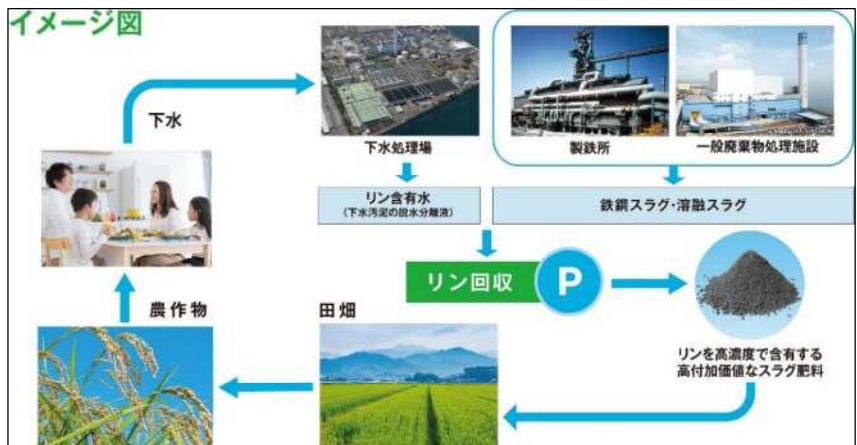 イメージ図
下水
下水処理場
製鉄所
一般廃棄物処理施設
リン含有水
(下水汚泥の脱水分離液)
鉄鋼スラグ・溶融スラグ
リン回収
P
農作物
田畑
リンを高濃度で含有する
高付加価値なスラグ肥料